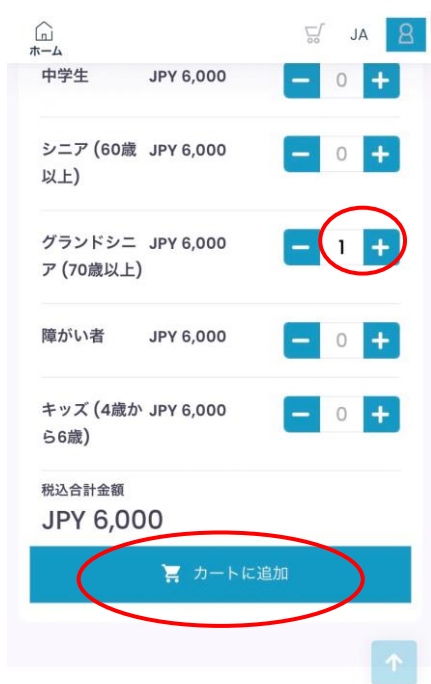 ホーム
JA
中学生 JPY 6,000 − 0 +
シニア (60歳 JPY 6,000 − 0 +
以上)
グランドシニ JPY 6,000 − 1 +
ア (70歳以上)
障がい者 JPY 6,000 − 0 +
キッズ (4歳か JPY 6,000 − 0 +
ら6歳)
税込合計金額
JPY 6,000
カートに追加